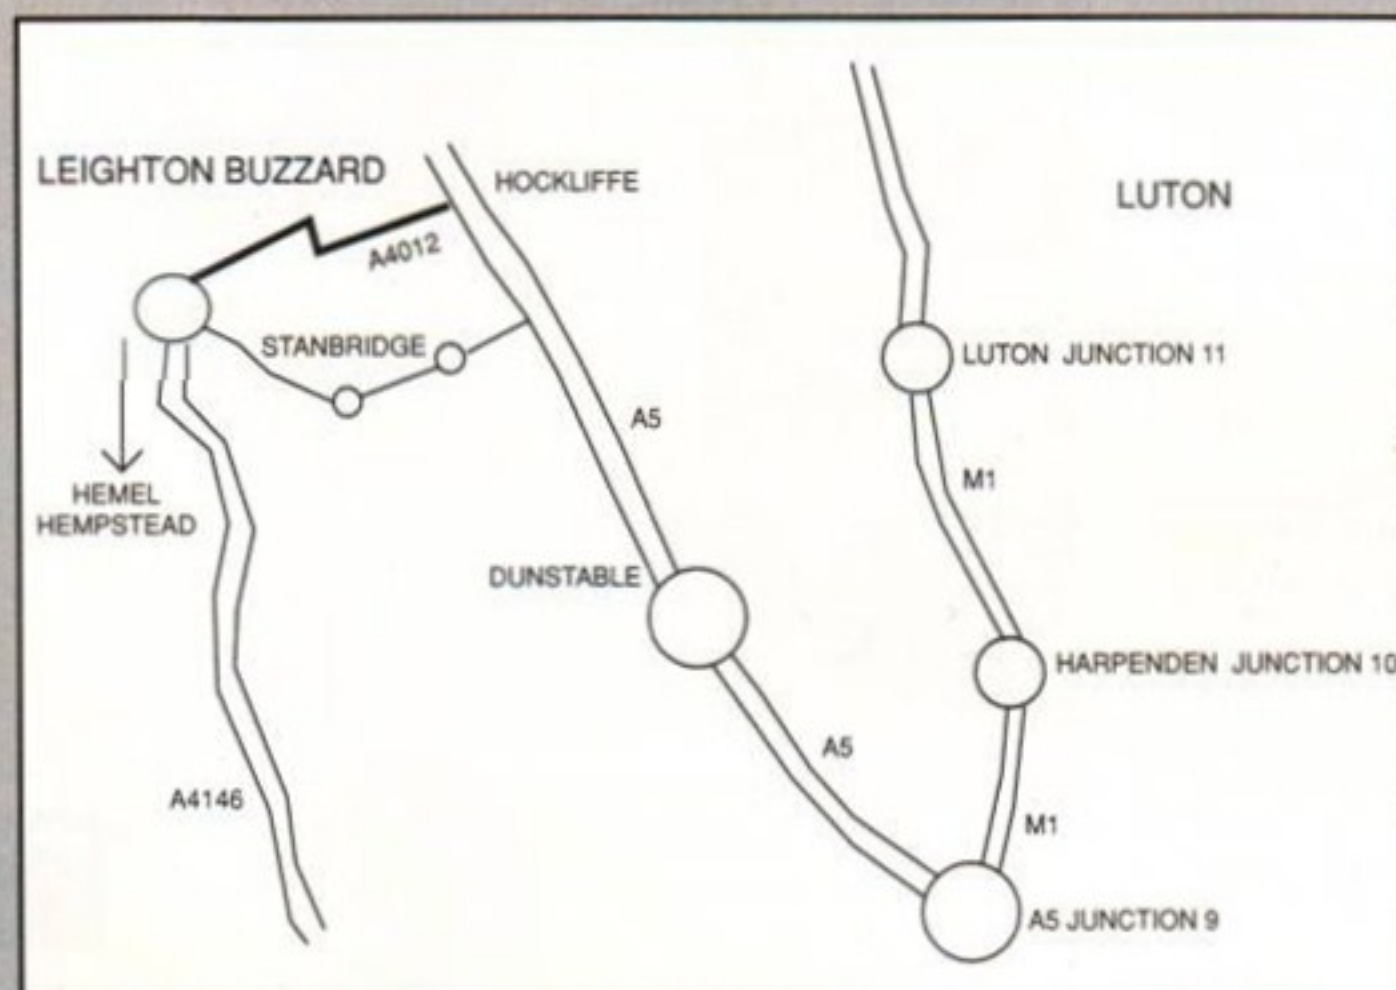 LEIGHTON BUZZARD
HOCKLIFFE
LUTON
A4012
STANBRIDGE
LUTON JUNCTION 11
A5
M1
HEMEL
HEMPSTEAD
DUNSTABLE
HARPENDEN JUNCTION 10
A5
A4146
M1
A5 JUNCTION 9